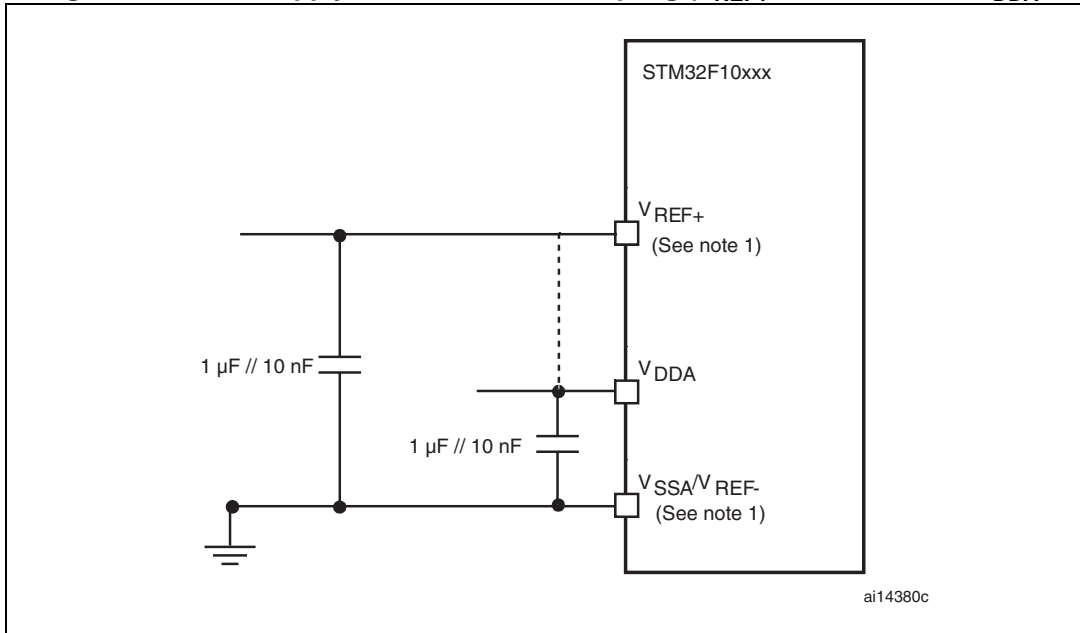 STM32F10xxx
VREF+
(See note 1)
1 µF // 10 nF
VDDA
1 µF // 10 nF
VSSA/VREF-
(See note 1)
ai14380c